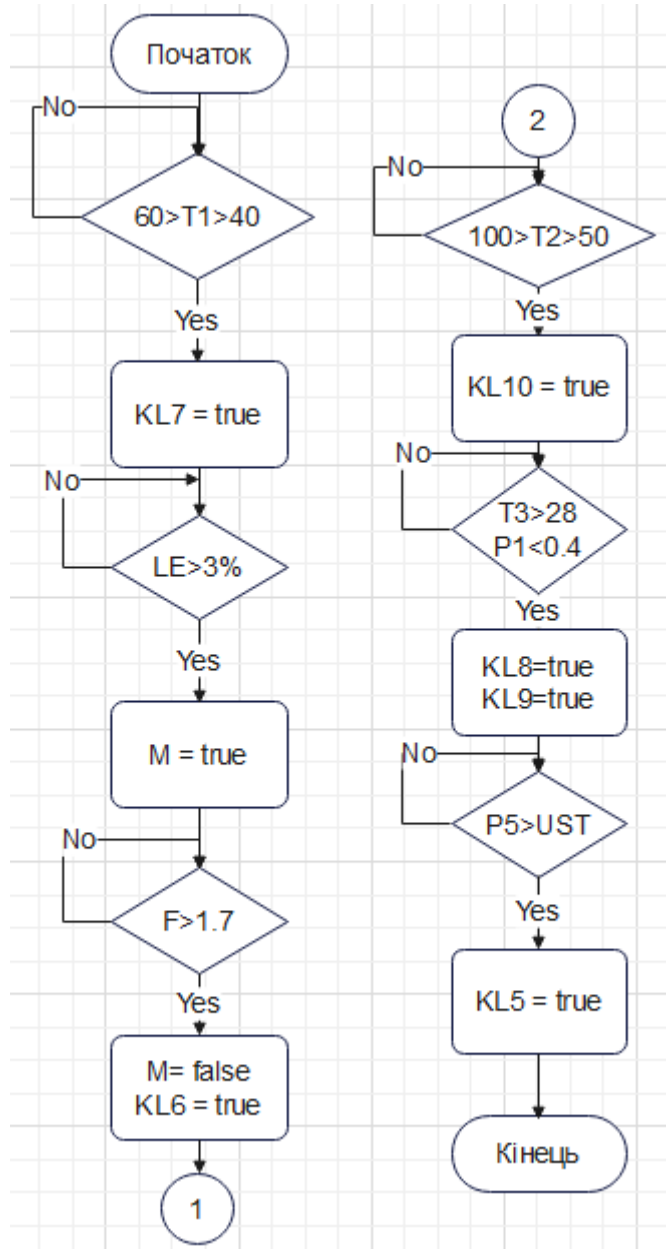 Початок
No
60>T1>40
Yes
KL7 = true
No
LE>3%
Yes
M = true
No
F>1.7
Yes
M= false
KL6 = true
1
2
No
100>T2>50
Yes
KL10 = true
No
T3>28
P1<0.4
Yes
KL8=true
KL9=true
No
P5>UST
Yes
KL5 = true
Кінець